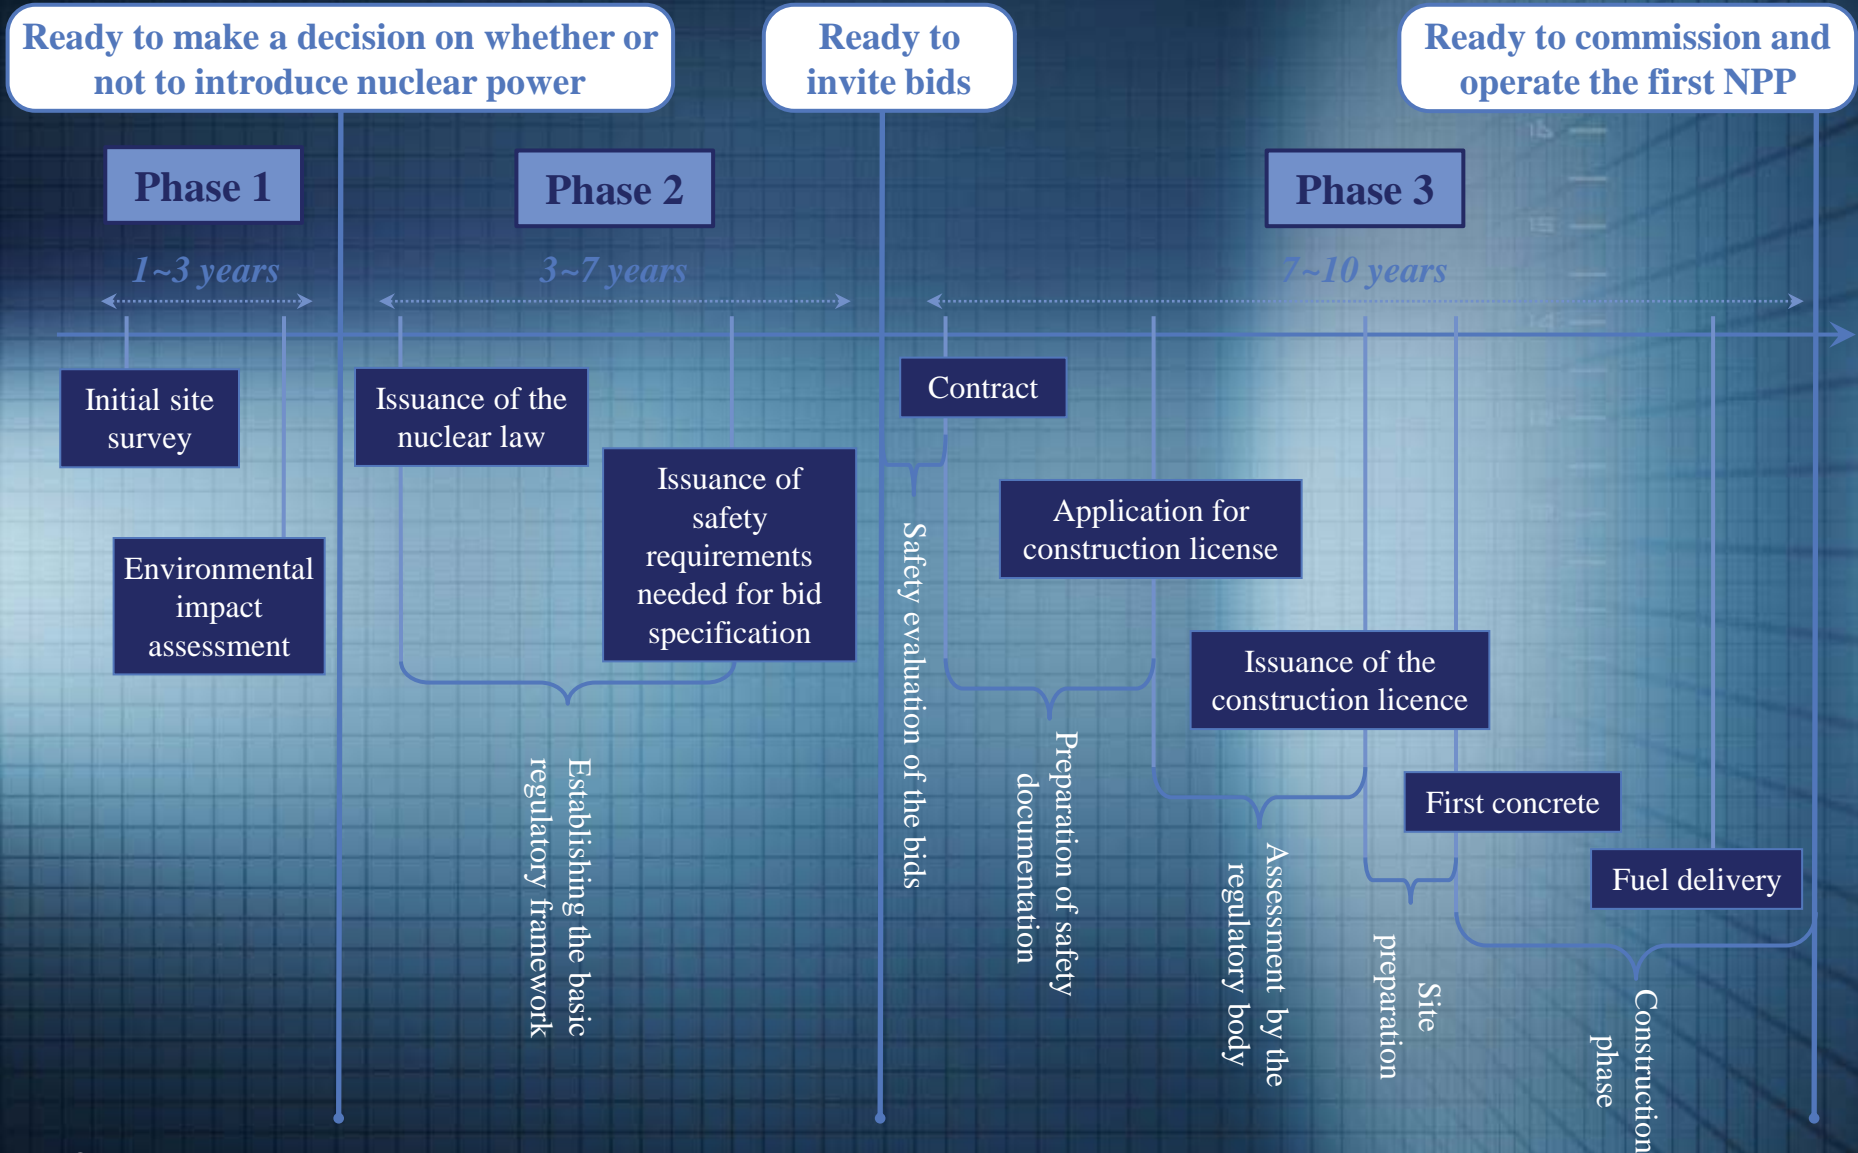 Ready to make a decision on whether or
not to introduce nuclear power
Ready to
invite bids
Ready to commission and
operate the first NPP
Phase 1
Phase 2
Phase 3
1~3 years
3~7 years
7~10 years
Initial site
survey
Environmental
impact
assessment
Issuance of the
nuclear law
Issuance of
safety
requirements
needed for bid
specification
Establishing the basic
regulatory framework
Contract
Safety evaluation of the bids
Application for
construction license
Preparation of safety
documentation
Issuance of the
construction licence
Assessment by the
regulatory body
First concrete
Site
preparation
Fuel delivery
Construction
phase